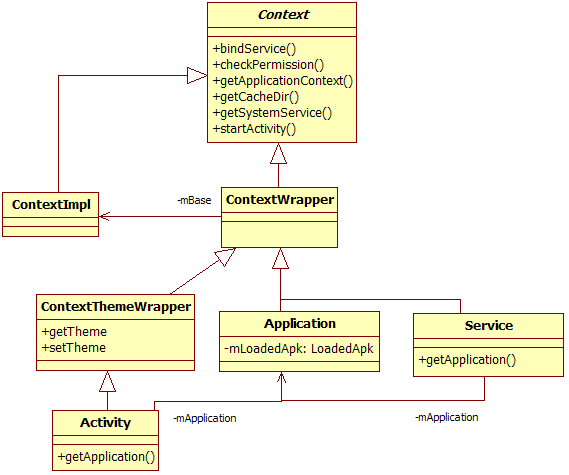 Context
+bindService()
+checkPermission()
+getApplicationContext()
+getCacheDir()
+getSystemService()
+startActivity()
ContextImpl
-mBase
ContextWrapper
ContextThemeWrapper
+getTheme
+setTheme
Application
-mLoadedApk: LoadedApk
Service
+getApplication()
Activity
+getApplication()
-mApplication
-mApplication